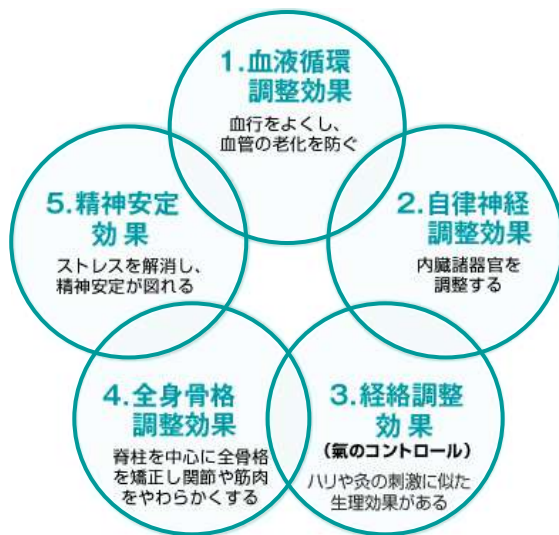 1.血液循環
調整効果
血行をよくし、
血管の老化を防ぐ
2.自律神経
調整効果
内臓諸器官を
調整する
3.経絡調整
効果
(氣のコントロール)
ハリや灸の刺激に似た
生理効果がある
4.全身骨格
調整効果
脊柱を中心に全骨格
を矯正し関節や筋肉
をやわらかくする
5.精神安定
効果
ストレスを解消し、
精神安定が図れる